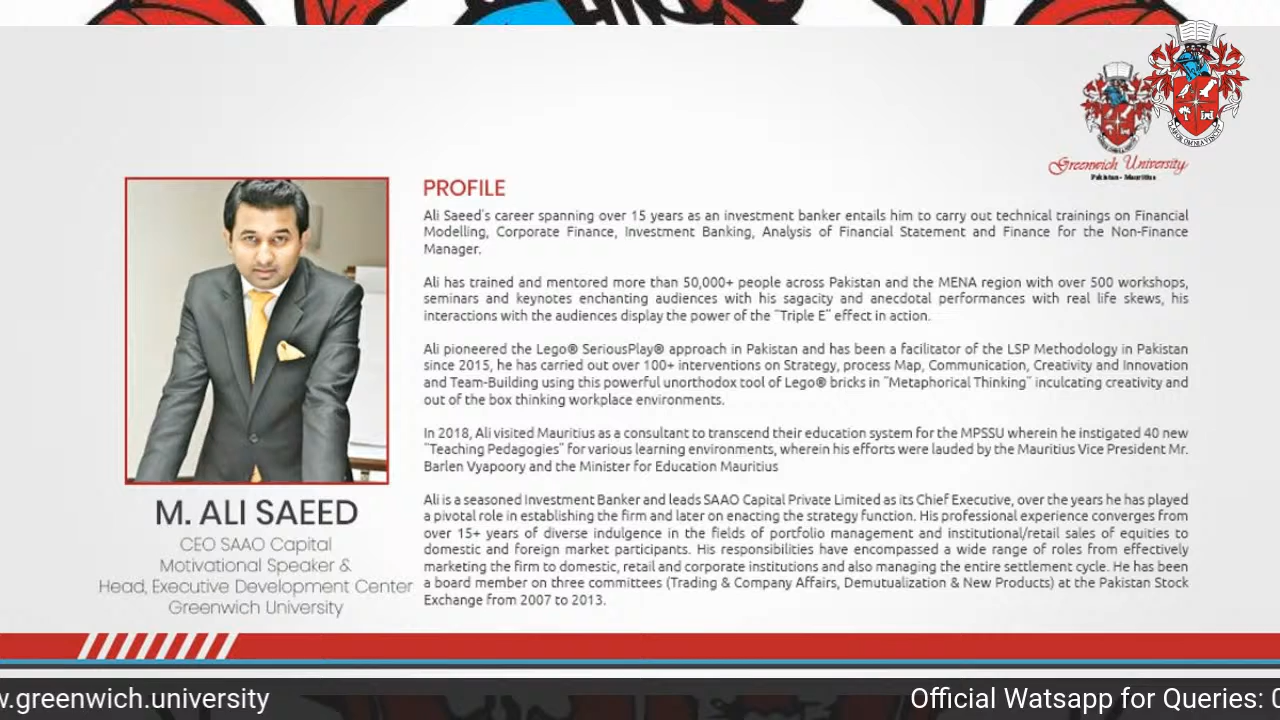 LABOR OMNIA VINCIT
Greenwich University
Pakistan - Mauritius
PROFILE
Ali Saeed's career spanning over 15 years as an investment banker entails him to carry out technical trainings on Financial
Modelling, Corporate Finance, Investment Banking, Analysis of Financial Statement and Finance for the Non-Finance
Manager.
Ali has trained and mentored more than 50,000+ people across Pakistan and the MENA region with over 500 workshops,
seminars and keynotes enchanting audiences with his sagacity and anecdotal performances with real life skews, his
interactions with the audiences display the power of the "Triple E" effect in action.
Ali pioneered the Lego® SeriousPlay® approach in Pakistan and has been a facilitator of the LSP Methodology in Pakistan
since 2015, he has carried out over 100+ interventions on Strategy, process Map, Communication, Creativity and Innovation
and Team-Building using this powerful unorthodox tool of Lego® bricks in "Metaphorical Thinking" inculcating creativity and
out of the box thinking workplace environments.
In 2018, Ali visited Mauritius as a consultant to transcend their education system for the MPSSU wherein he instigated 40 new
"Teaching Pedagogies" for various learning environments, wherein his efforts were lauded by the Mauritius Vice President Mr.
Barlen Vyapoory and the Minister for Education Mauritius
Ali is a seasoned Investment Banker and leads SAAO Capital Private Limited as its Chief Executive, over the years he has played
a pivotal role in establishing the firm and later on enacting the strategy function. His professional experience converges from
over 15+ years of diverse indulgence in the fields of portfolio management and institutional/retail sales of equities to
domestic and foreign market participants. His responsibilities have encompassed a wide range of roles from effectively
marketing the firm to domestic, retail and corporate institutions and also managing the entire settlement cycle. He has been
a board member on three committees (Trading & Company Affairs, Demutualization & New Products) at the Pakistan Stock
Exchange from 2007 to 2013.
M. ALI SAEED
CEO SAAO Capital
Motivational Speaker &
Head, Executive Development Center
Greenwich University
w.greenwich.university
Official Watsapp for Queries: 0